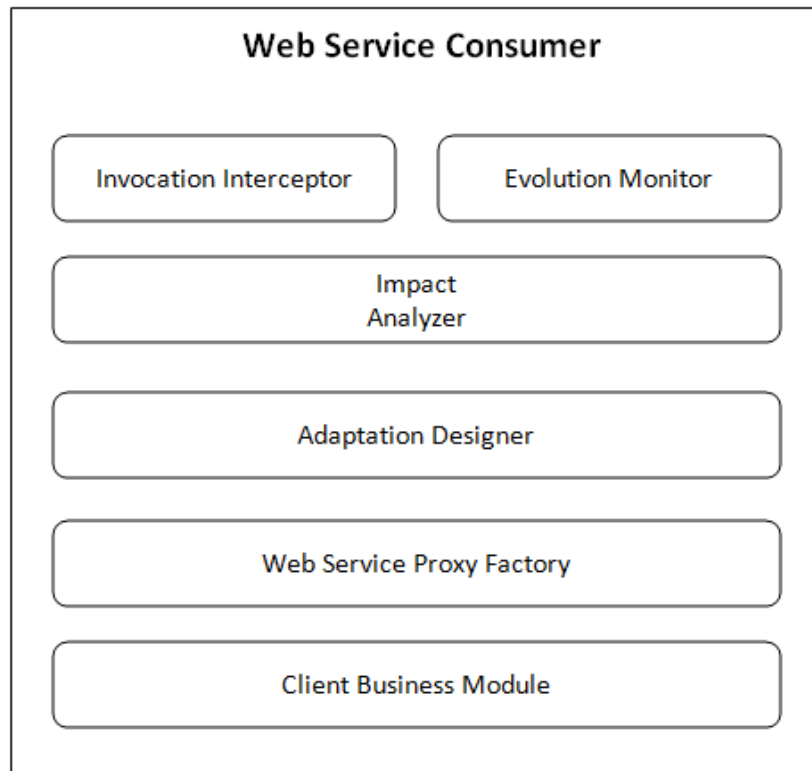 Web Service Consumer
Invocation Interceptor
Evolution Monitor
Impact
Analyzer
Adaptation Designer
Web Service Proxy Factory
Client Business Module